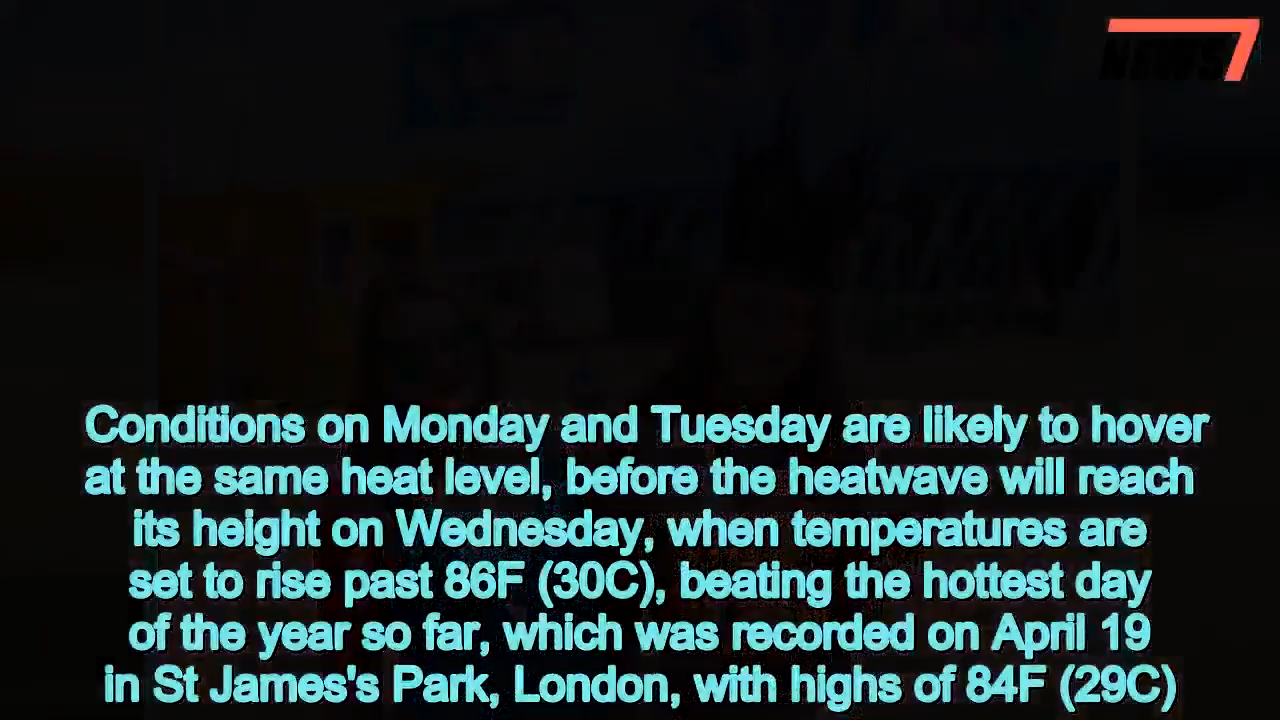 NEWS7
Conditions on Monday and Tuesday are likely to hover
at the same heat level, before the heatwave will reach
its height on Wednesday, when temperatures are
set to rise past 86F (30C), beating the hottest day
of the year so far, which was recorded on April 19
in St James's Park, London, with highs of 84F (29C)